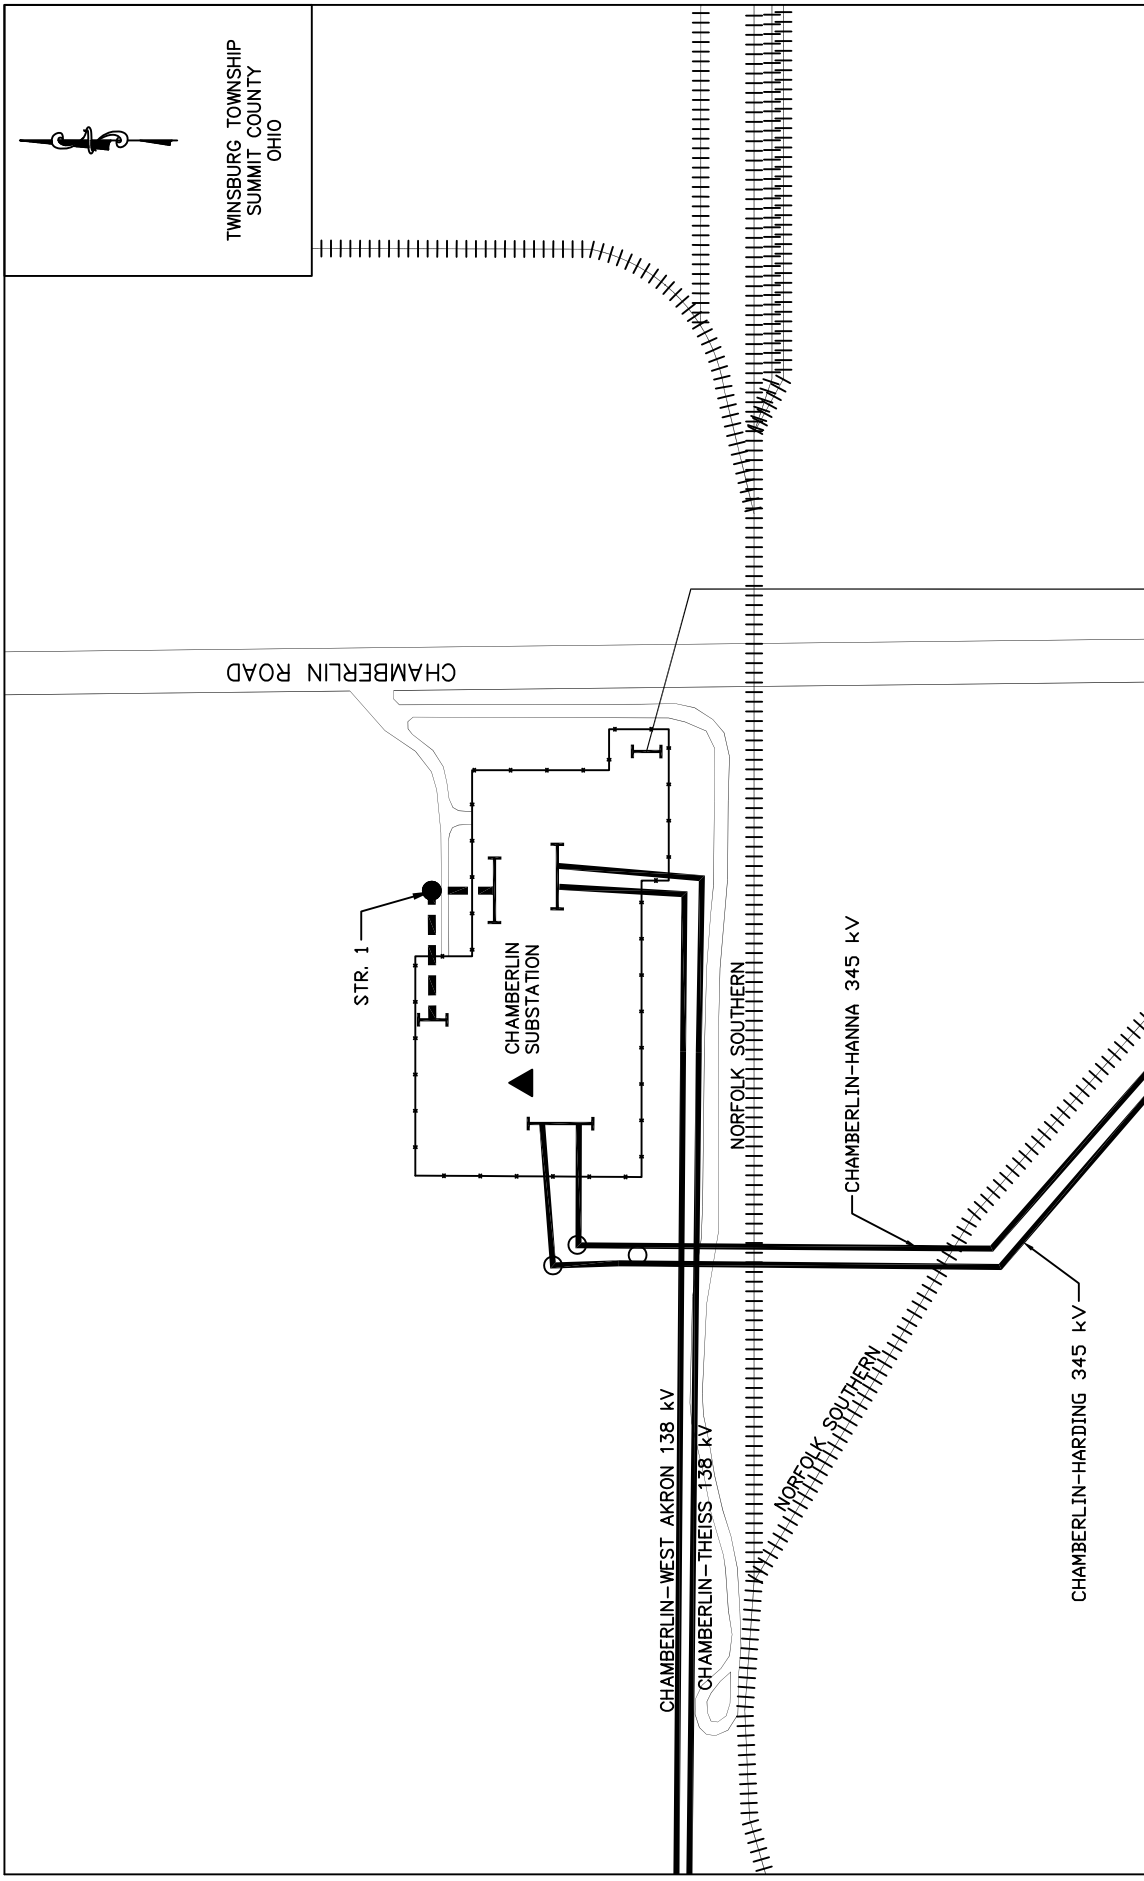 TWINSBURG TOWNSHIP
SUMMIT COUNTY
OHIO
CHAMBERLIN ROAD
STR. 1
CHAMBERLIN
SUBSTATION
NORFOLK SOUTHERN
CHAMBERLIN-HANNA 345 kV
NORFOLK SOUTHERN
CHAMBERLIN-HARDING 345 kV
CHAMBERLIN-WEST AKRON 138 kV
CHAMBERLIN-THEISS 138 kV